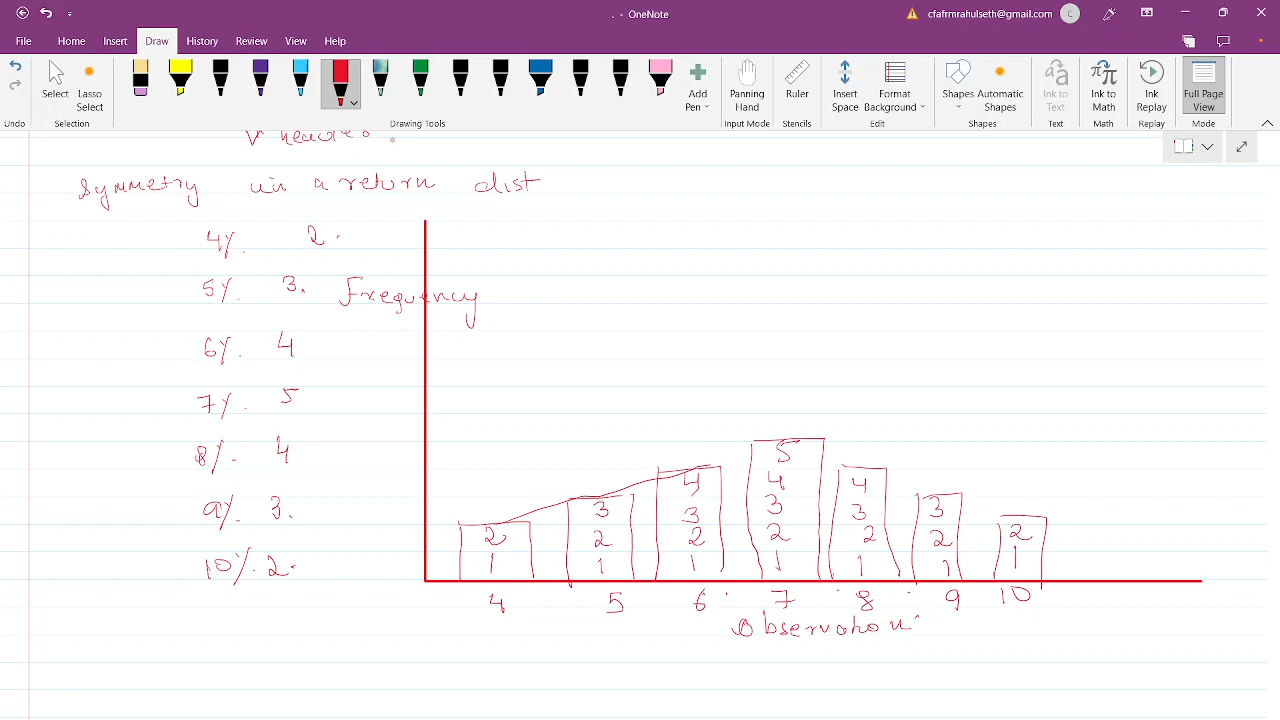 . - OneNote
cfafrmrahulseth@gmail.com C
File Home Insert Draw History Review View Help
Undo
Select Lasso Select
Selection
Drawing Tools
Add Pen
Panning Hand
Input Mode
Ruler
Stencils
Insert Space Format Background
Edit
Shapes Automatic Shapes
Shapes
Ink to Text Ink to Math
Math
Ink Replay
Replay
Full Page View
Mode
Symmetry in a return dist
4%. 2.
5%. 3. Frequency
6%. 4
7%. 5
8%. 4
9%. 3.
10%. 2.
5
4 4 4
3 3 3 3 3
2 2 2 2 2 2 2
1 1 1 1 1 1 1
4 5 6 7 8 9 10
Observation